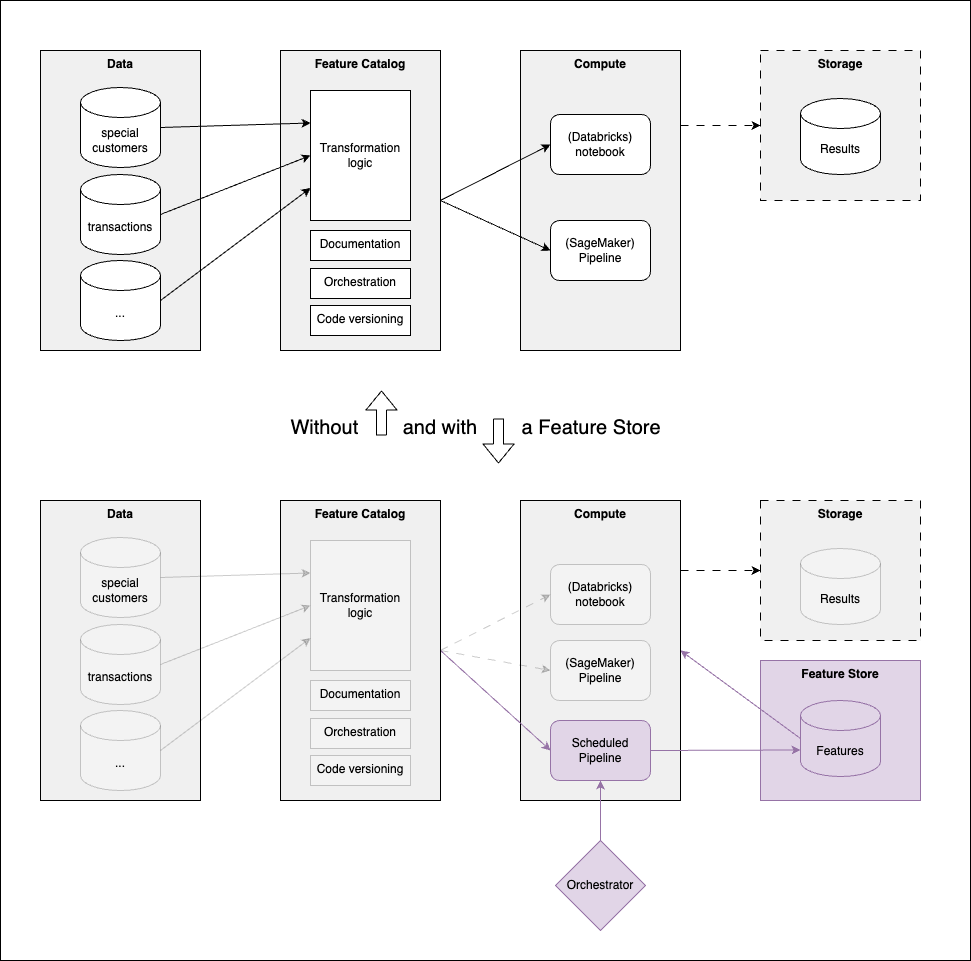 Data
special
customers
transactions
...
Feature Catalog
Transformation
logic
Documentation
Orchestration
Code versioning
Compute
(Databricks)
notebook
(SageMaker)
Pipeline
Storage
Results
Without and with a Feature Store
Data
special
customers
transactions
...
Feature Catalog
Transformation
logic
Documentation
Orchestration
Code versioning
Compute
(Databricks)
notebook
(SageMaker)
Pipeline
Scheduled
Pipeline
Orchestrator
Storage
Results
Feature Store
Features